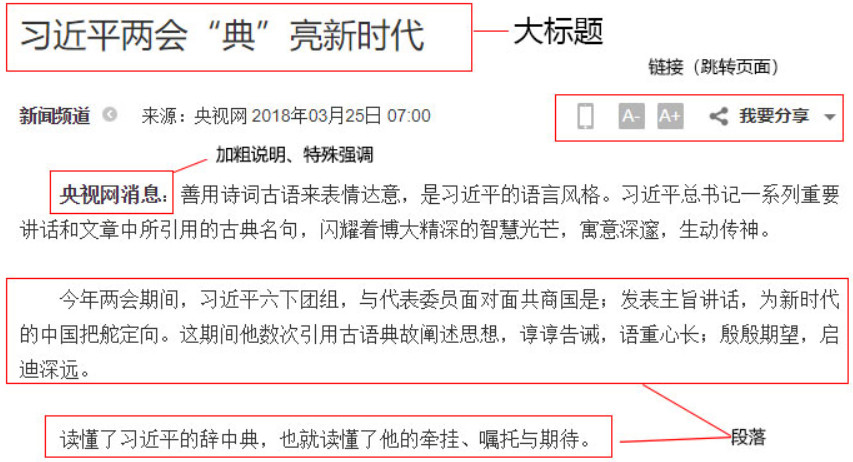 习近平两会“典”亮新时代
大标题
链接（跳转页面）
新闻频道 来源：央视网 2018年03月25日 07:00 A- A+ 我要分享
加粗说明、特殊强调
央视网消息：善用诗词古语来表情达意，是习近平的语言风格。习近平总书记一系列重要
讲话和文章中所引用的古典名句，闪耀着博大精深的智慧光芒，寓意深邃，生动传神。
今年两会期间，习近平六下团组，与代表委员面对面共商国是；发表主旨讲话，为新时代
的中国把舵定向。这期间他数次引用古语典故阐述思想，谆谆告诫，语重心长；殷殷期望，启
迪深远。
读懂了习近平的辞中典，也就读懂了他的牵挂、嘱托与期待。
段落